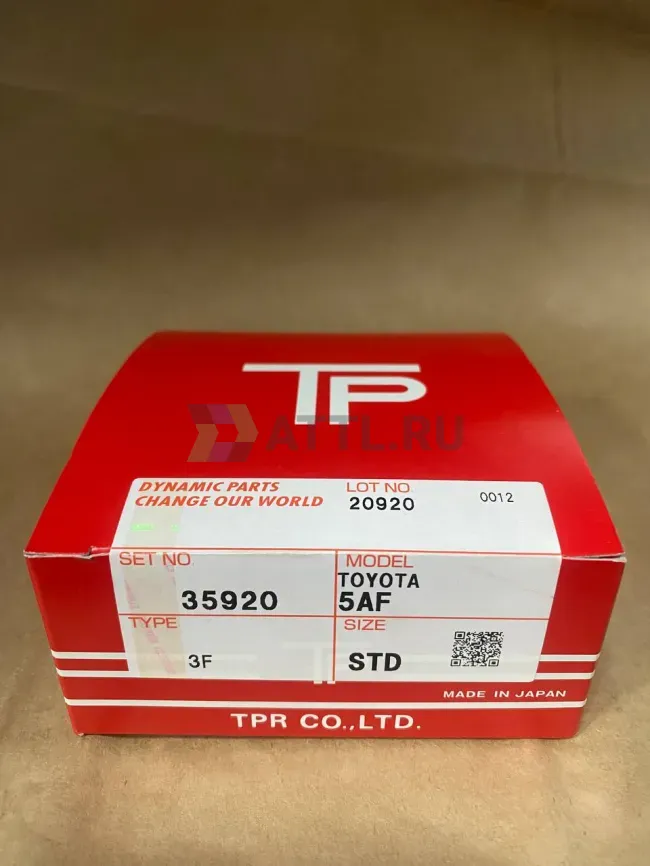 TP
ATTL.RU
DYNAMIC PARTS
CHANGE OUR WORLD
LOT NO.
20920
0012
SET NO.
35920
MODEL
TOYOTA
5AF
TYPE
3F
SIZE
STD
MADE IN JAPAN
TPR CO.,LTD.